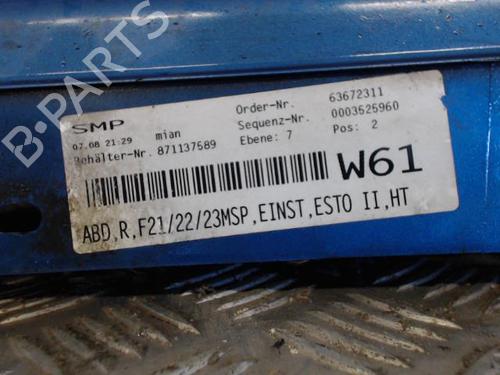 SMP
07.08 21:29 mian
Behälter-Nr. 871137589
Order-Nr. 63672311
Sequenz-Nr. 0003525960
Ebene: 7 Pos: 2
W61
ABD,R,F21/22/23MSP,EINST,ESTO II,HT